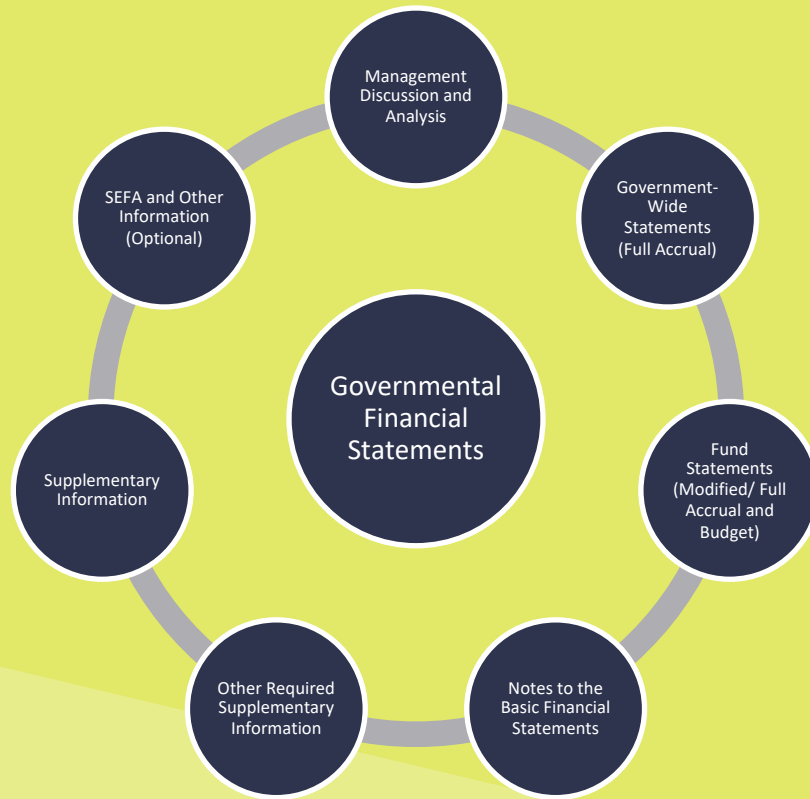 Management
Discussion and
Analysis
Government-
Wide
Statements
(Full Accrual)
Fund
Statements
(Modified/ Full
Accrual and
Budget)
Notes to the
Basic Financial
Statements
Other Required
Supplementary
Information
Supplementary
Information
SEFA and Other
Information
(Optional)
Governmental
Financial
Statements